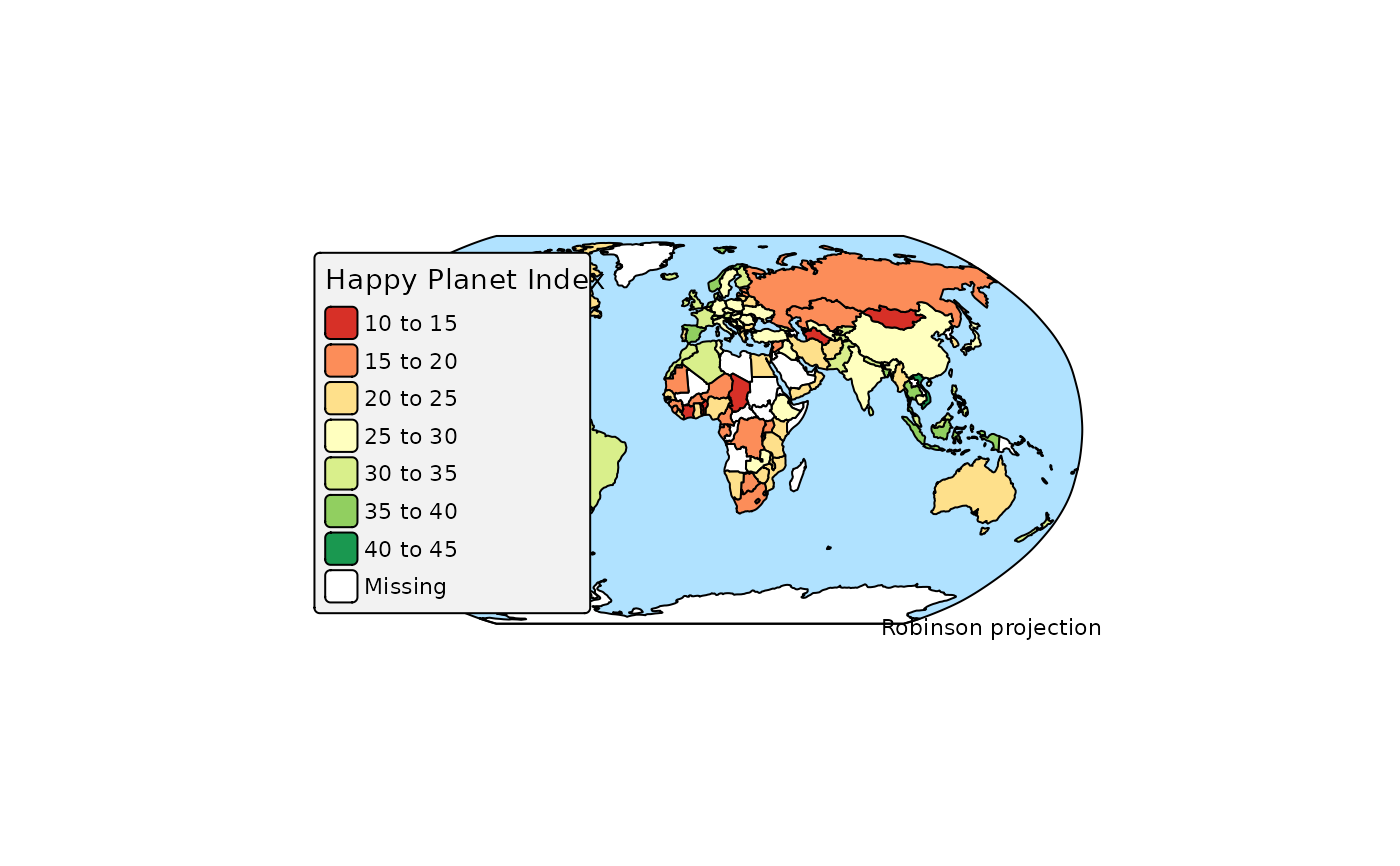 Happy Planet Index
10 to 15
15 to 20
20 to 25
25 to 30
30 to 35
35 to 40
40 to 45
Missing
Robinson projection